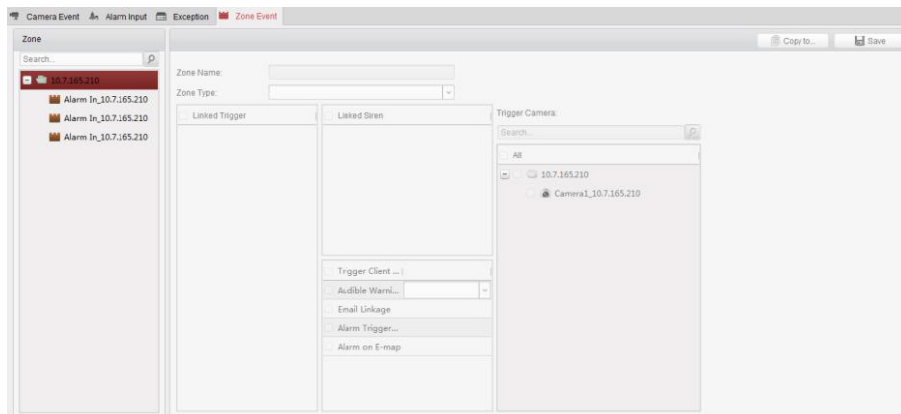 Camera Event Alarm Input Exception Zone Event
Zone
Copy to... Save
Search...
10.7.165.210
Alarm In_10.7.165.210
Alarm In_10.7.165.210
Alarm In_10.7.165.210
Zone Name:
Zone Type:
Linked Trigger
Linked Siren
Trigger Client ...
Audible Warni...
Email Linkage
Alarm Trigger...
Alarm on E-map
Trigger Camera:
Search...
All
10.7.165.210
Camera1_10.7.165.210